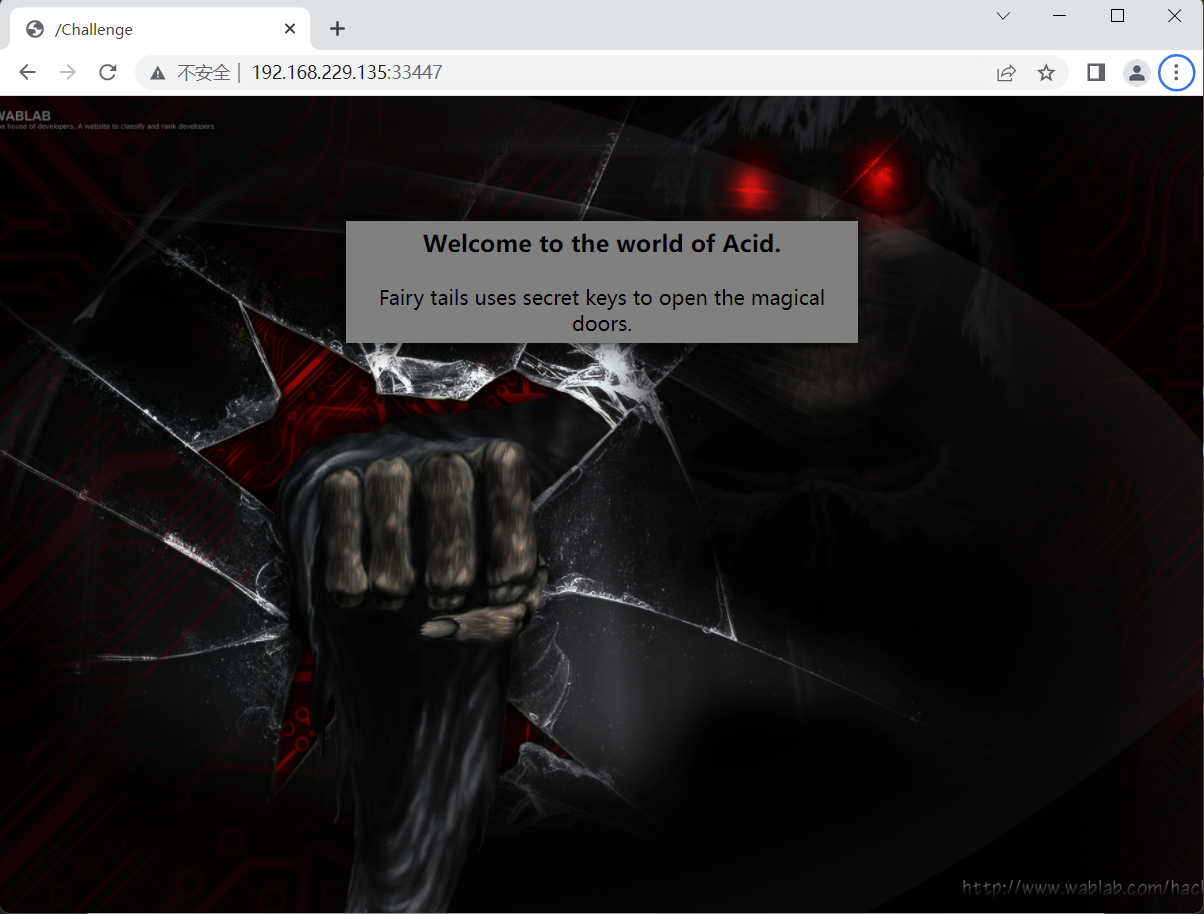 /Challenge
不安全 | 192.168.229.135:33447
WABLAB
e house of developers, A website to classify and rank developers
Welcome to the world of Acid.
Fairy tails uses secret keys to open the magical
doors.
http://www.wablab.com/hac